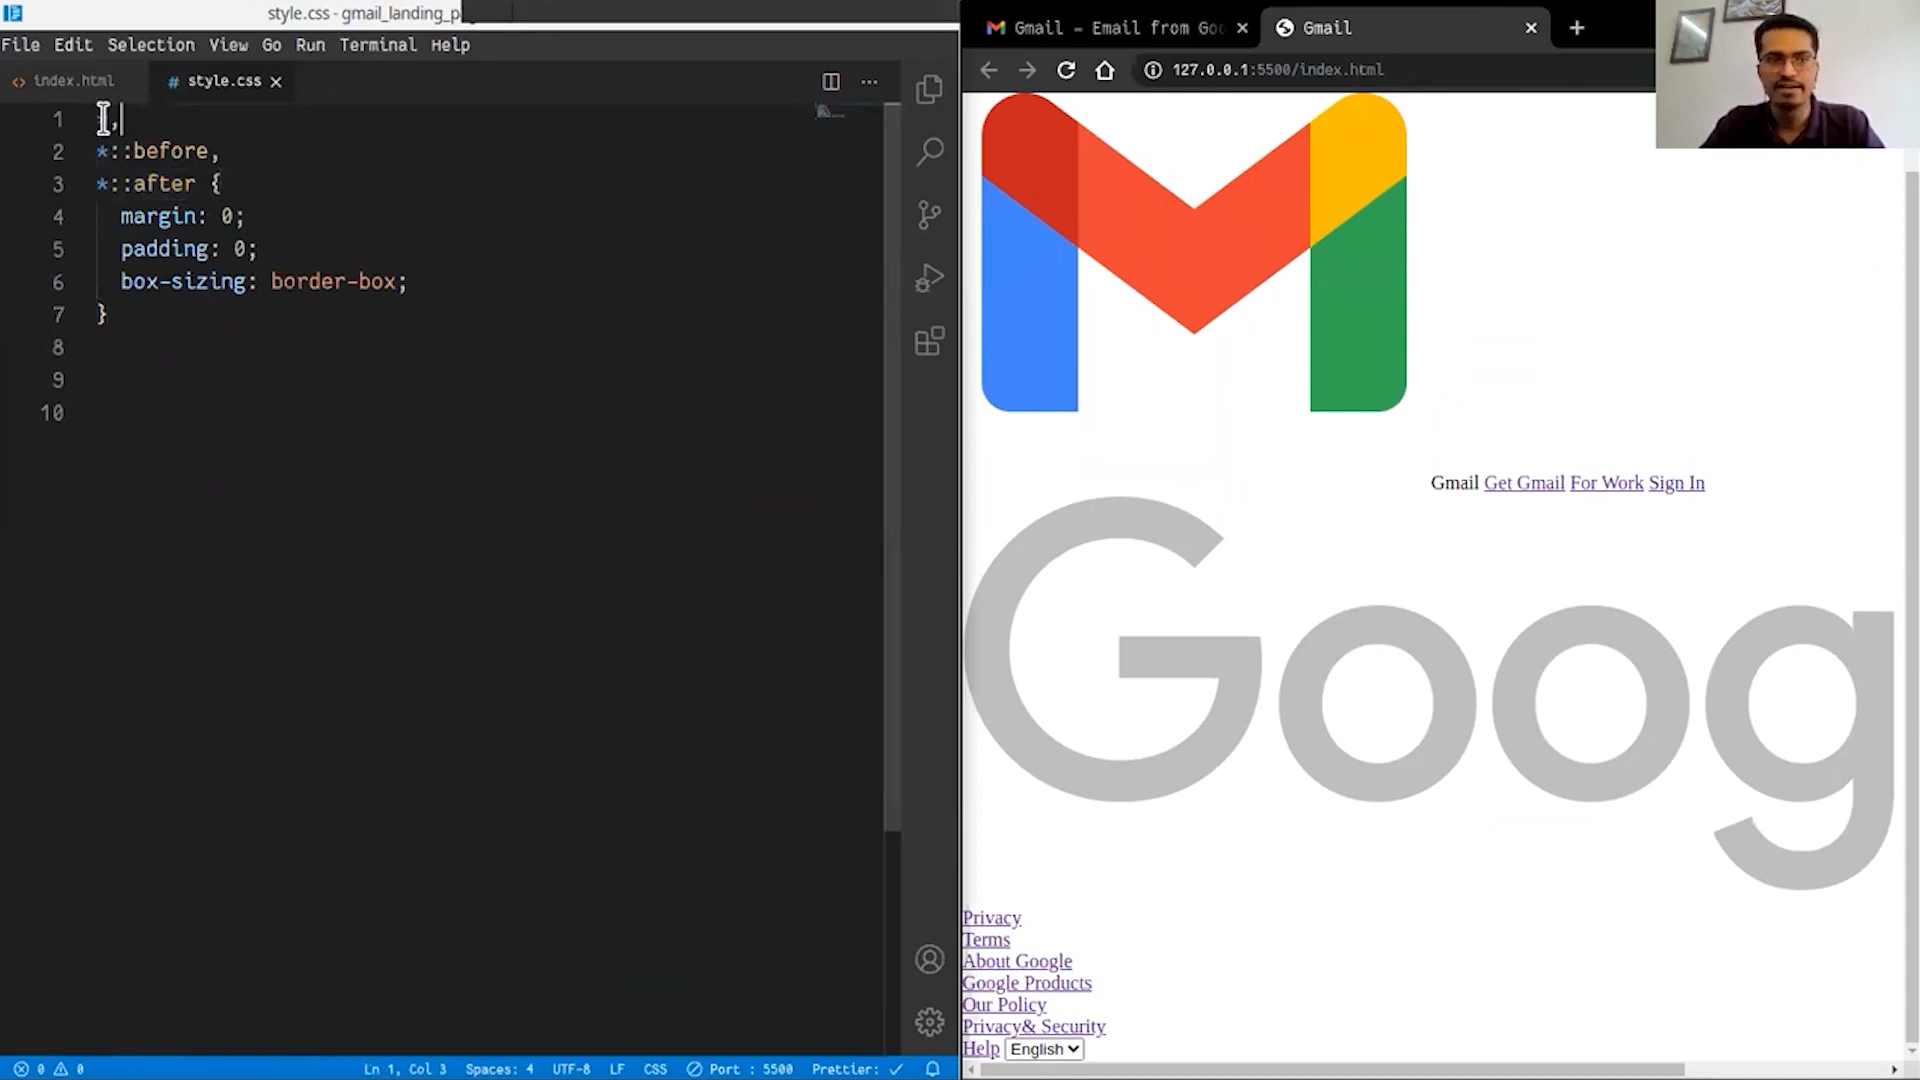 style.css - gmail_landing_p
File Edit Selection View Go Run Terminal Help
index.html
# style.css
1 ,
2 *::before,
3 *::after {
4 margin: 0;
5 padding: 0;
6 box-sizing: border-box;
7 }
8
9
10
0 0
Ln 1, Col 3 Spaces: 4 UTF-8 LF CSS Port : 5500 Prettier:
Gmail - Email from Goo
Gmail
127.0.0.1:5500/index.html
Gmail Get Gmail For Work Sign In
Goog
Privacy
Terms
About Google
Google Products
Our Policy
Privacy& Security
Help English